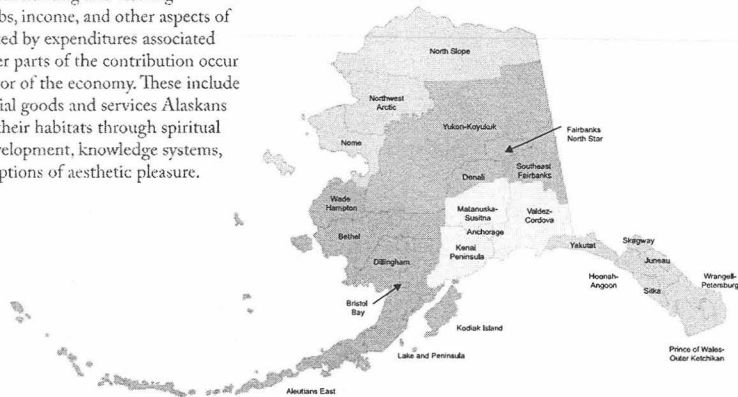 bs, income, and other aspects of
ted by expenditures associated
er parts of the contribution occur
or of the economy. These include
ial goods and services Alaskans
their habitats through spiritual
velopment, knowledge systems,
ptions of aesthetic pleasure.
North Slope
Northwest
Arctic
Nome
Yukon-Koyukuk
Fairbanks
North Star
Denali
Southeast
Fairbanks
Wade
Hampton
Bethel
Matanuska-
Susitna
Valdez-
Cordova
Anchorage
Kenai
Peninsula
Dillingham
Bristol
Bay
Kodiak Island
Lake and Peninsula
Aleutians East
Yakutat
Skagway
Juneau
Hoonah-
Angoon
Sitka
Wrangell-
Petersburg
Prince of Wales-
Outer Ketchikan